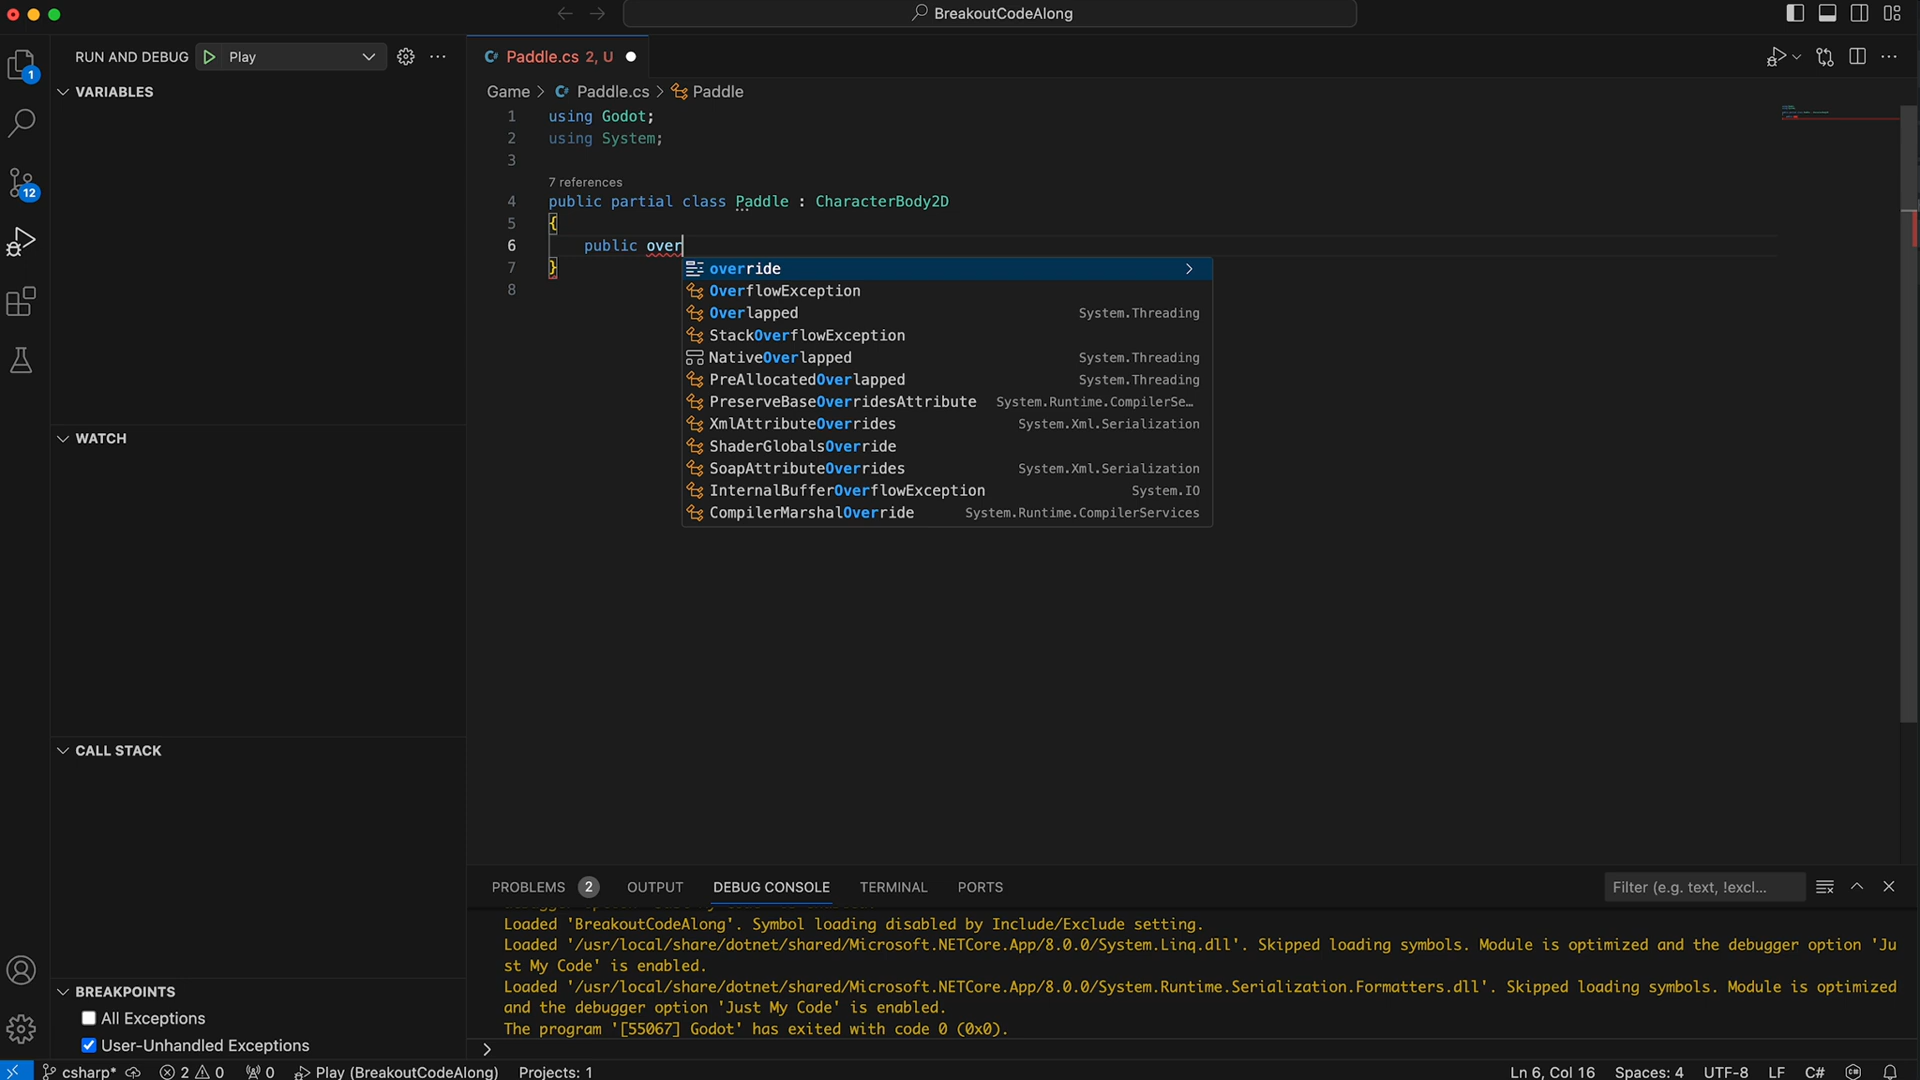 BreakoutCodeAlong
RUN AND DEBUG Play
Paddle.cs 2, U
1
VARIABLES
Game > Paddle.cs > Paddle
1 using Godot;
2 using System;
3
7 references
4 public partial class Paddle : CharacterBody2D
5 {
6 public over
7 }
8
12
override
OverflowException
Overlapped System.Threading
StackOverflowException
NativeOverlapped System.Threading
PreAllocatedOverlapped System.Threading
PreserveBaseOverridesAttribute System.Runtime.CompilerSe…
XmlAttributeOverrides System.Xml.Serialization
ShaderGlobalsOverride
SoapAttributeOverrides System.Xml.Serialization
InternalBufferOverflowException System.IO
CompilerMarshalOverride System.Runtime.CompilerServices
WATCH
CALL STACK
BREAKPOINTS
All Exceptions
User-Unhandled Exceptions
PROBLEMS 2 OUTPUT DEBUG CONSOLE TERMINAL PORTS Filter (e.g. text, !excl...
Loaded 'BreakoutCodeAlong'. Symbol loading disabled by Include/Exclude setting.
Loaded '/usr/local/share/dotnet/shared/Microsoft.NETCore.App/8.0.0/System.Linq.dll'. Skipped loading symbols. Module is optimized and the debugger option 'Ju
st My Code' is enabled.
Loaded '/usr/local/share/dotnet/shared/Microsoft.NETCore.App/8.0.0/System.Runtime.Serialization.Formatters.dll'. Skipped loading symbols. Module is optimized
and the debugger option 'Just My Code' is enabled.
The program '[55067] Godot' has exited with code 0 (0x0).
>
csharp* 2 0 0 Play (BreakoutCodeAlong) Projects: 1 Ln 6, Col 16 Spaces: 4 UTF-8 LF C#